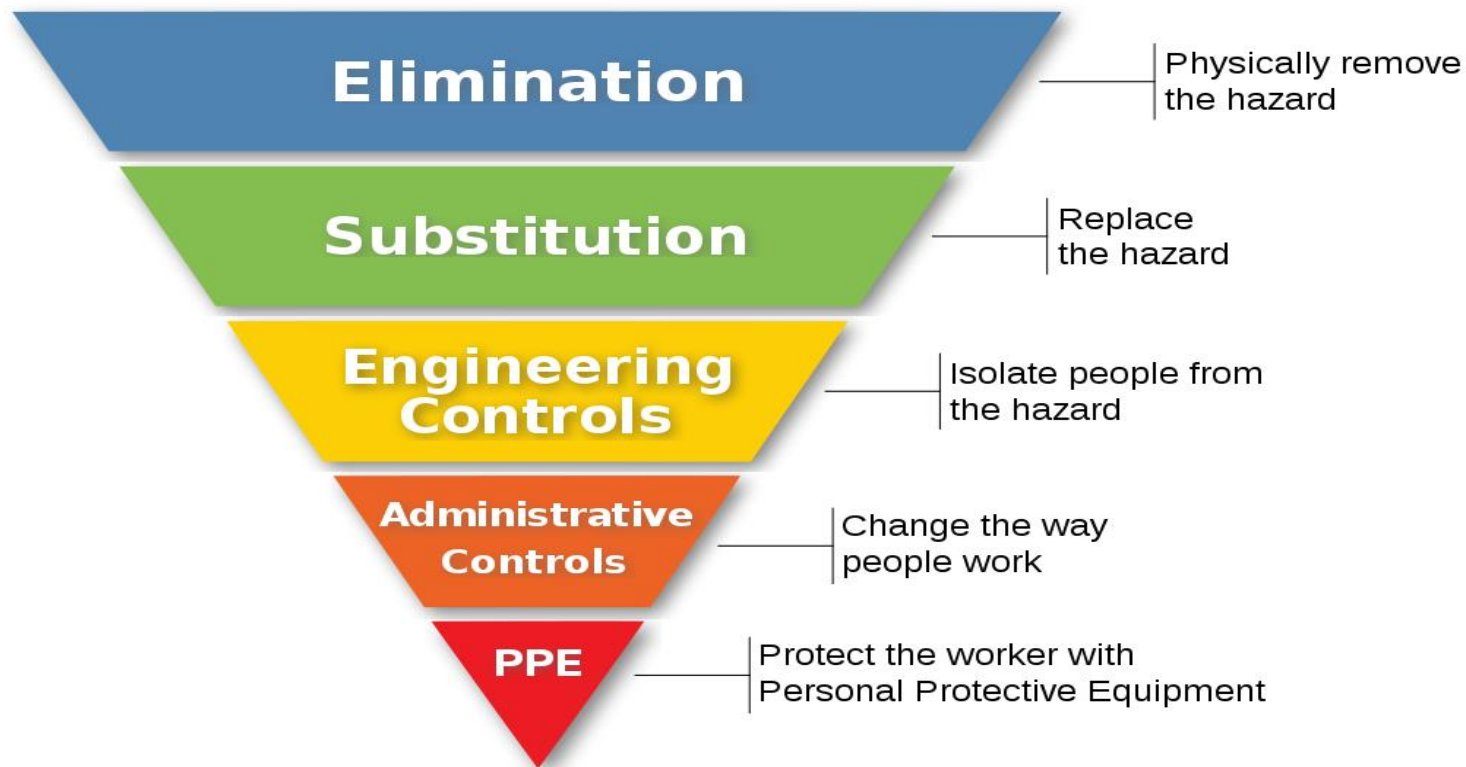 Elimination
Physically remove
the hazard
Substitution
Replace
the hazard
Engineering
Controls
Isolate people from
the hazard
Administrative
Controls
Change the way
people work
PPE
Protect the worker with
Personal Protective Equipment